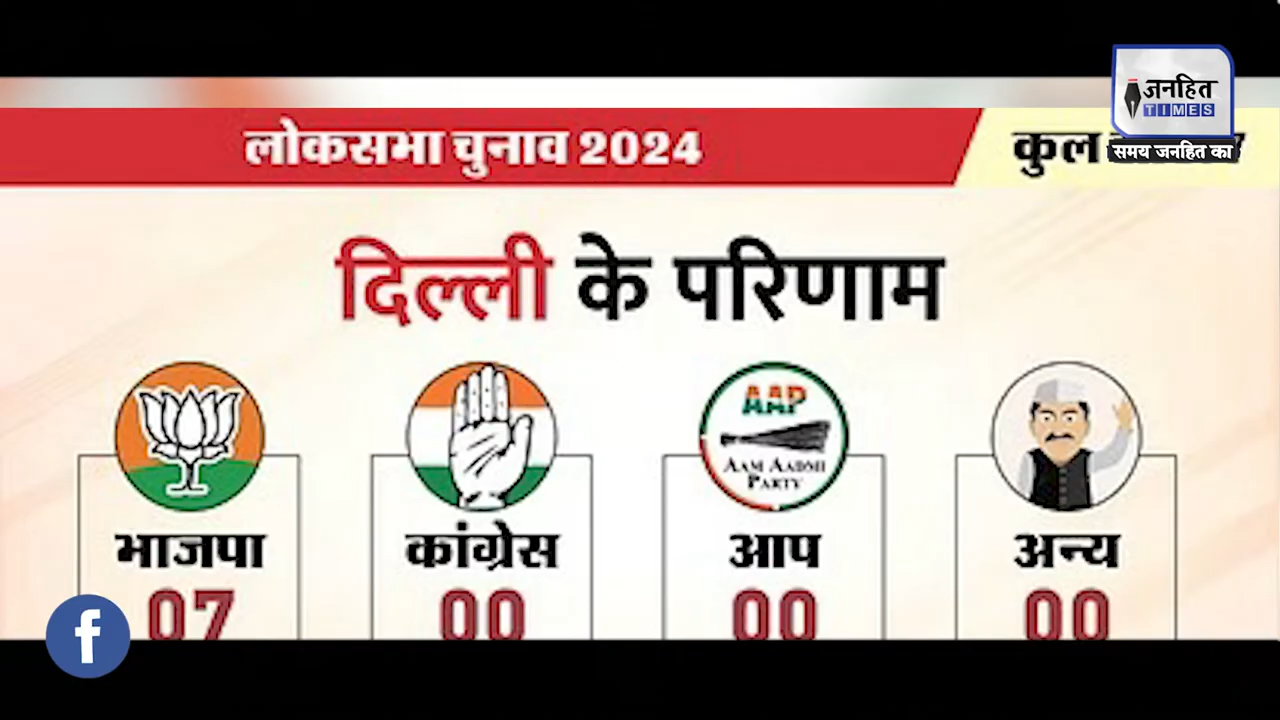 जनहित
TIMES
समय जनहित का
लोकसभा चुनाव 2024
कुल
दिल्ली के परिणाम
AAP
AAM AADMI
PARTY
भाजपा
कांग्रेस
आप
अन्य
07
00
00
00
f